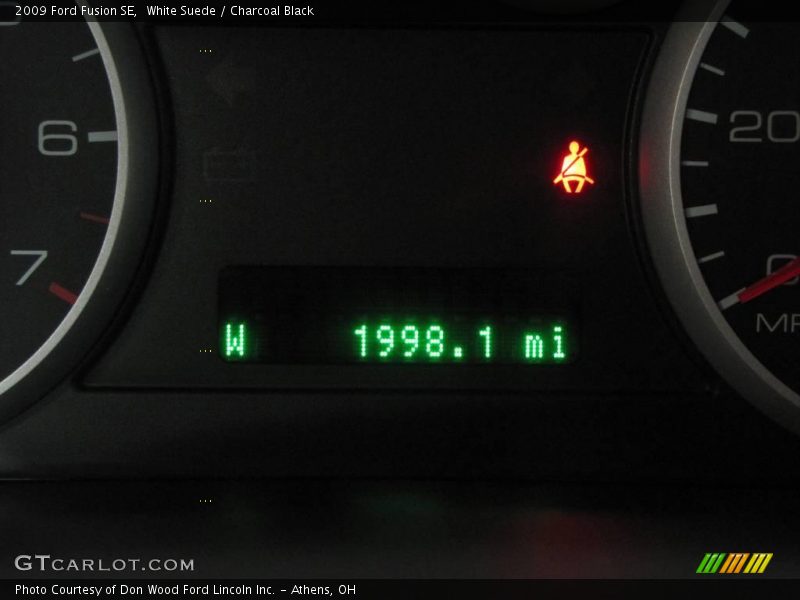 2009 Ford Fusion SE,  White Suede / Charcoal Black
6
20
7
0
W 1998.1 mi
GTCARLOT.COM
Photo Courtesy of Don Wood Ford Lincoln Inc. - Athens, OH